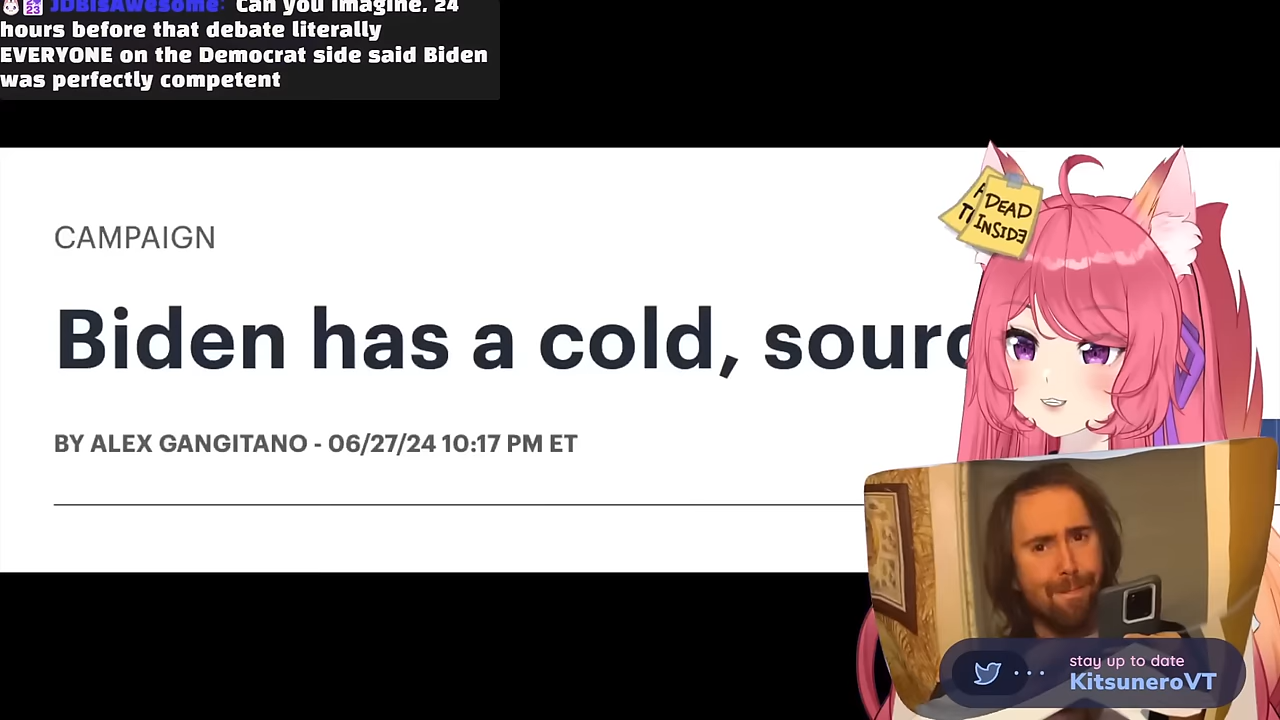 JDBisAwesome: Can you imagine. 24
hours before that debate literally
EVERYONE on the Democrat side said Biden
was perfectly competent
CAMPAIGN
Biden has a cold, sourc
BY ALEX GANGITANO - 06/27/24 10:17 PM ET
DEAD
INSIDE
stay up to date
KitsuneroVT